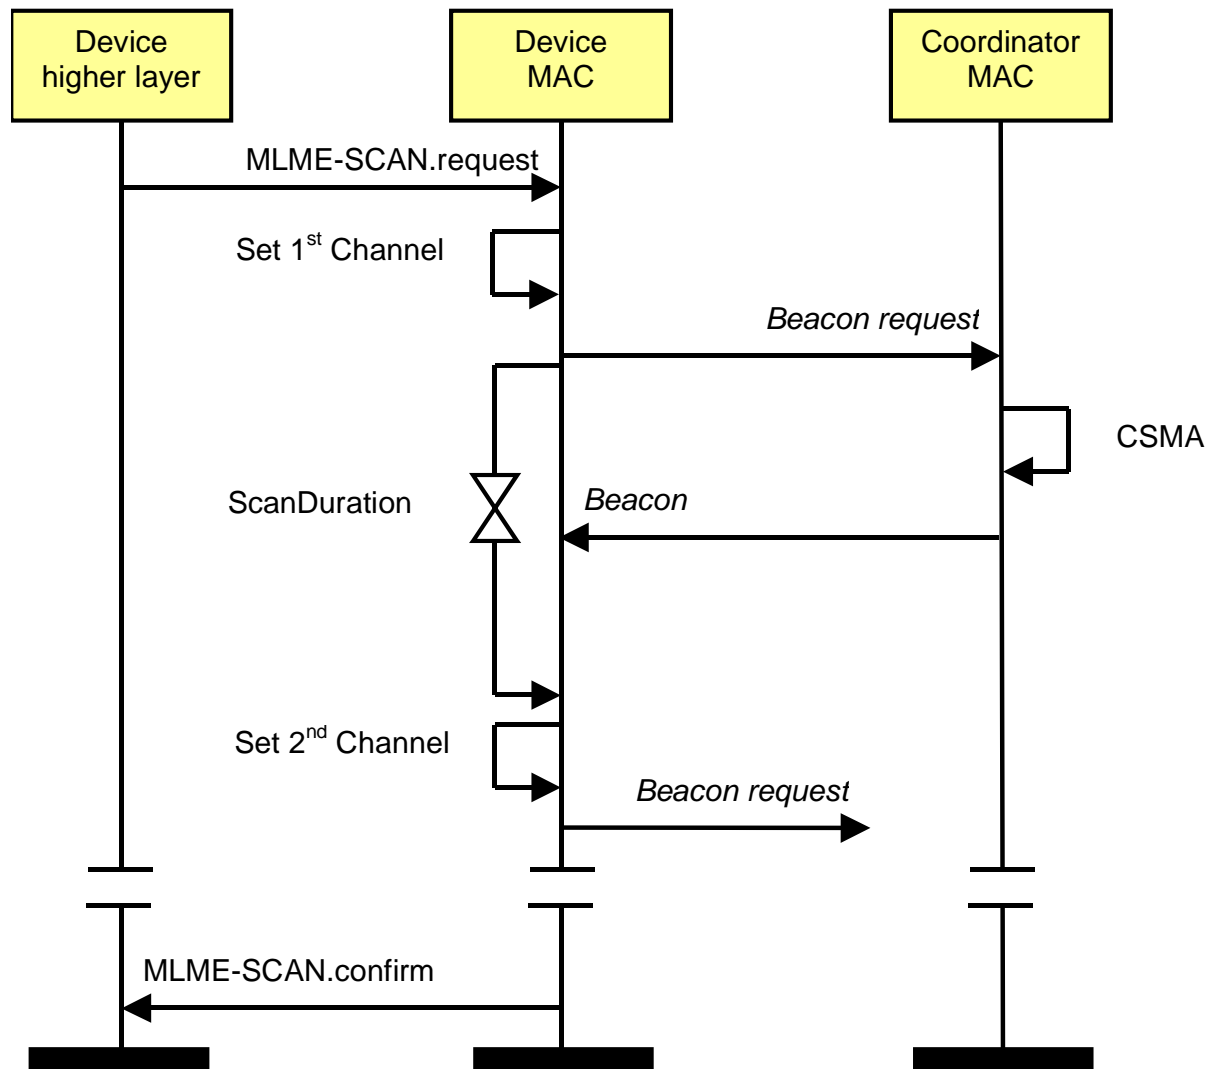 Device
higher layer
Device
MAC
Coordinator
MAC
MLME-SCAN.request
Set 1st Channel
Beacon request
CSMA
ScanDuration
Beacon
Set 2nd Channel
Beacon request
MLME-SCAN.confirm